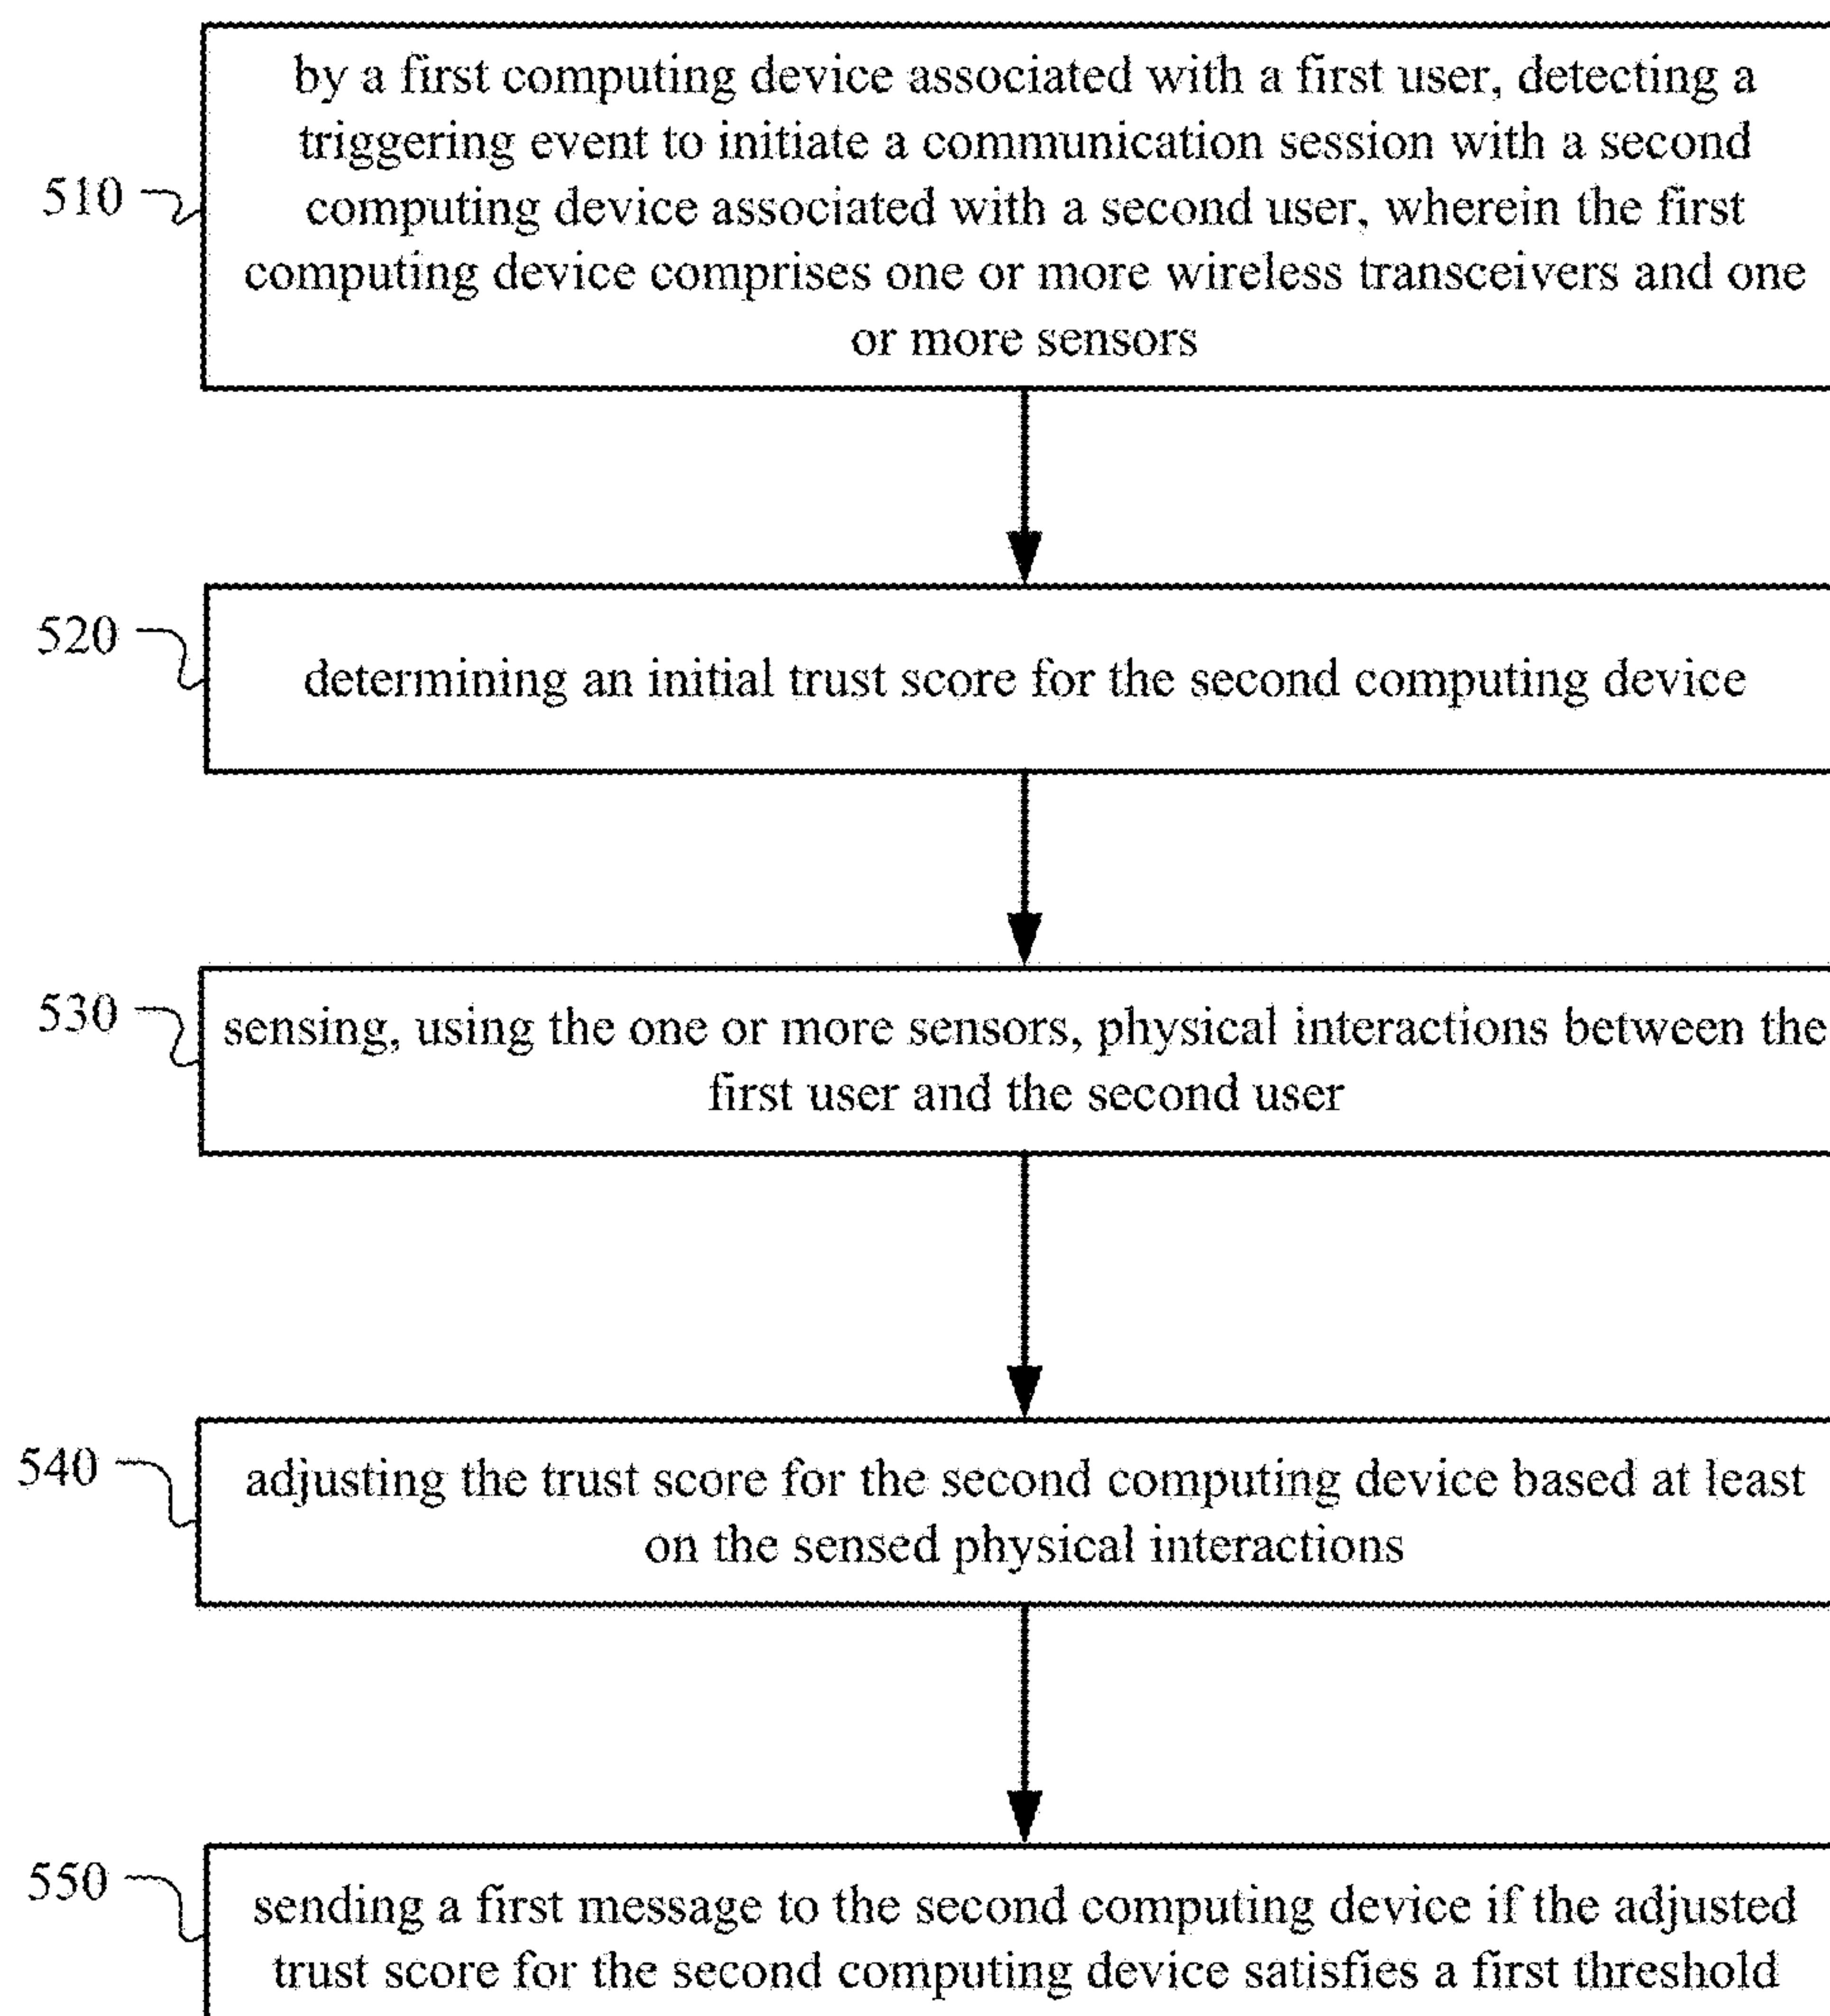 by a first computing device associated with a first user, detecting a
triggering event to initiate a communication session with a second
510
computing device associated with a second user, wherein the first
computing device comprises one or more wireless transceivers and one
or more sensors
520
determining an initial trust score for the second computing device
530
sensing, using the one or more sensors, physical interactions between the
first user and the second user
540
adjusting the trust score for the second computing device based at least
on the sensed physical interactions
550
sending a first message to the second computing device if the adjusted
trust score for the second computing device satisfies a first threshold